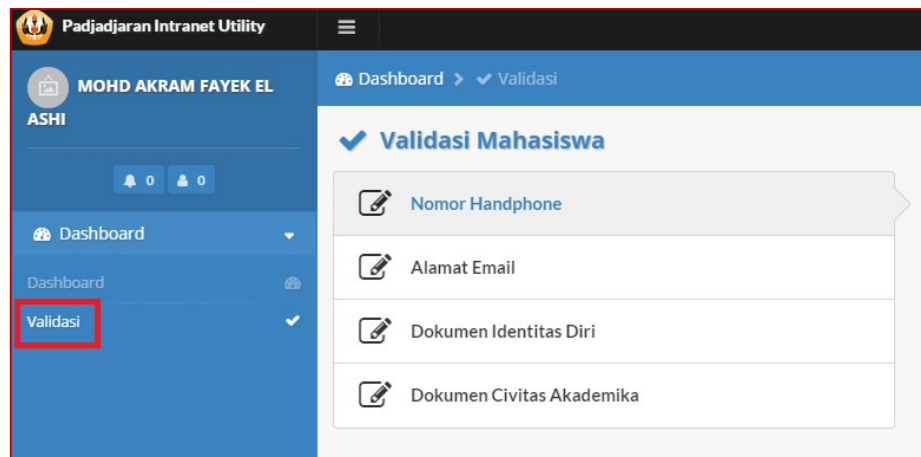 Padjadjaran Intranet Utility
MOHD AKRAM FAYEK EL
ASHI
0 0
Dashboard
Dashboard
Validasi
Dashboard > Validasi
Validasi Mahasiswa
Nomor Handphone
Alamat Email
Dokumen Identitas Diri
Dokumen Civitas Akademika